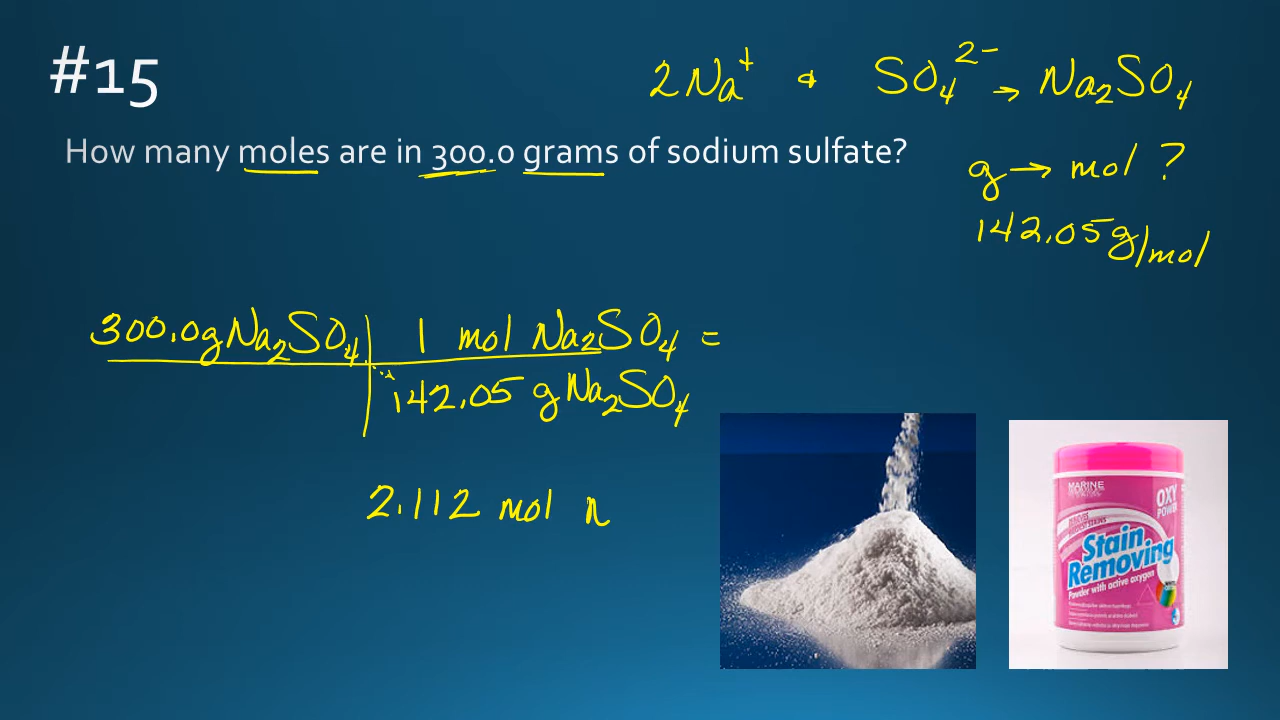 #15
2Na⁺ + SO₄²⁻ → Na₂SO₄
How many moles are in 300.0 grams of sodium sulfate?
g → mol ?
142.05g/mol
300.0g Na₂SO₄ | 1 mol Na₂SO₄ =
142.05 g Na₂SO₄
2.112 mol n
MARINE
OXY
POWER
Stain
Removing
Powder with active oxygen